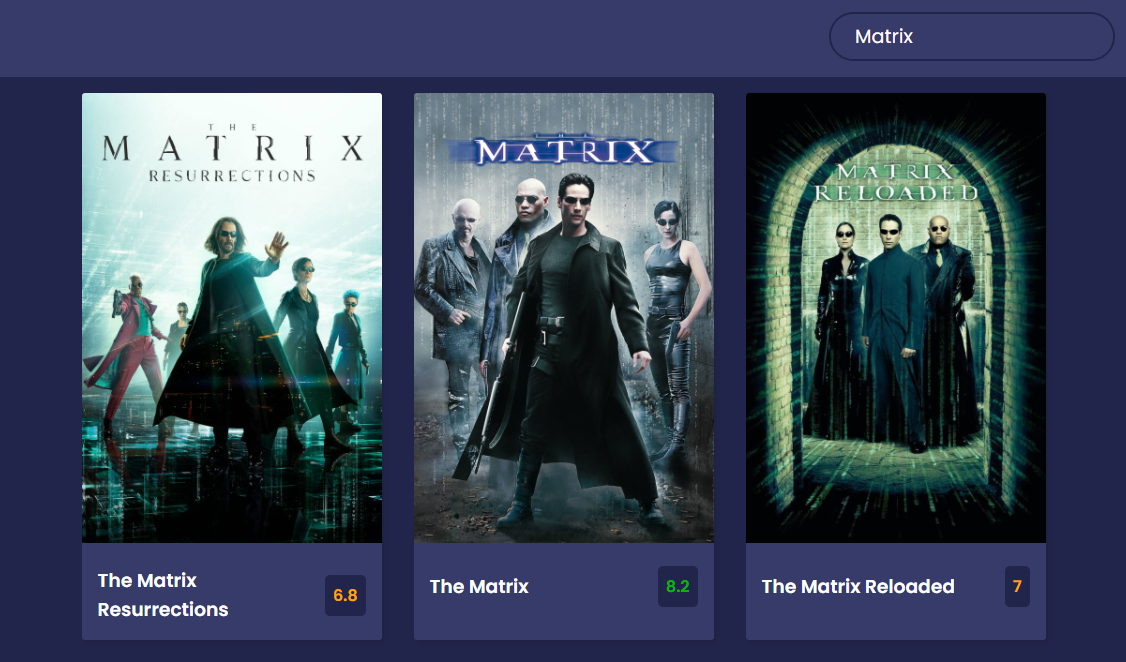 Matrix
THE
MATRIX
RESURRECTIONS
The Matrix
Resurrections
6.8
THE
MATRIX
The Matrix
8.2
THE
MATRIX
RELOADED
The Matrix Reloaded
7